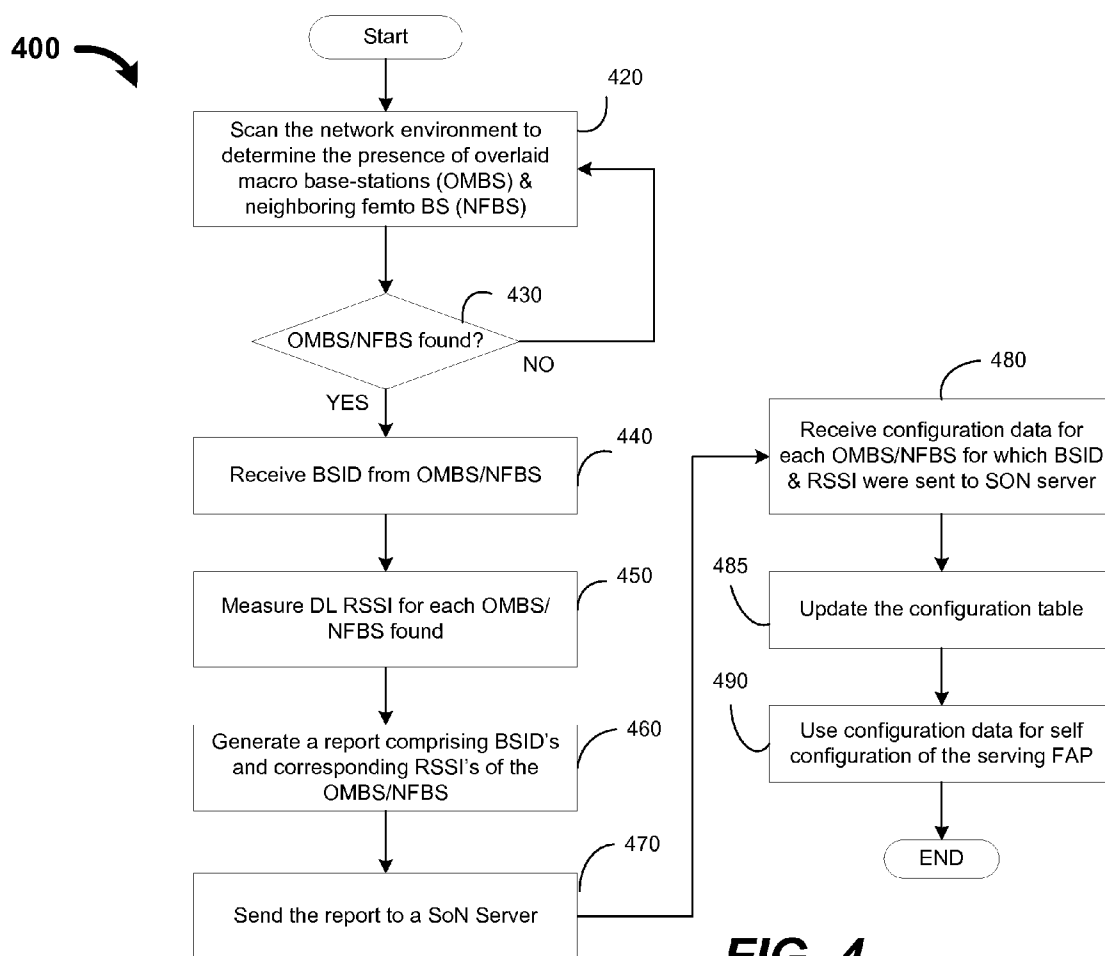 400
Start
420
Scan the network environment to
determine the presence of overlaid
macro base-stations (OMBS) &
neighboring femto BS (NFBS)
430
OMBS/NFBS found?
NO
YES
440
Receive BSID from OMBS/NFBS
450
Measure DL RSSI for each OMBS/
NFBS found
460
Generate a report comprising BSID's
and corresponding RSSI's of the
OMBS/NFBS
470
Send the report to a SoN Server
480
Receive configuration data for
each OMBS/NFBS for which BSID
& RSSI were sent to SON server
485
Update the configuration table
490
Use configuration data for self
configuration of the serving FAP
END
FIG. 4